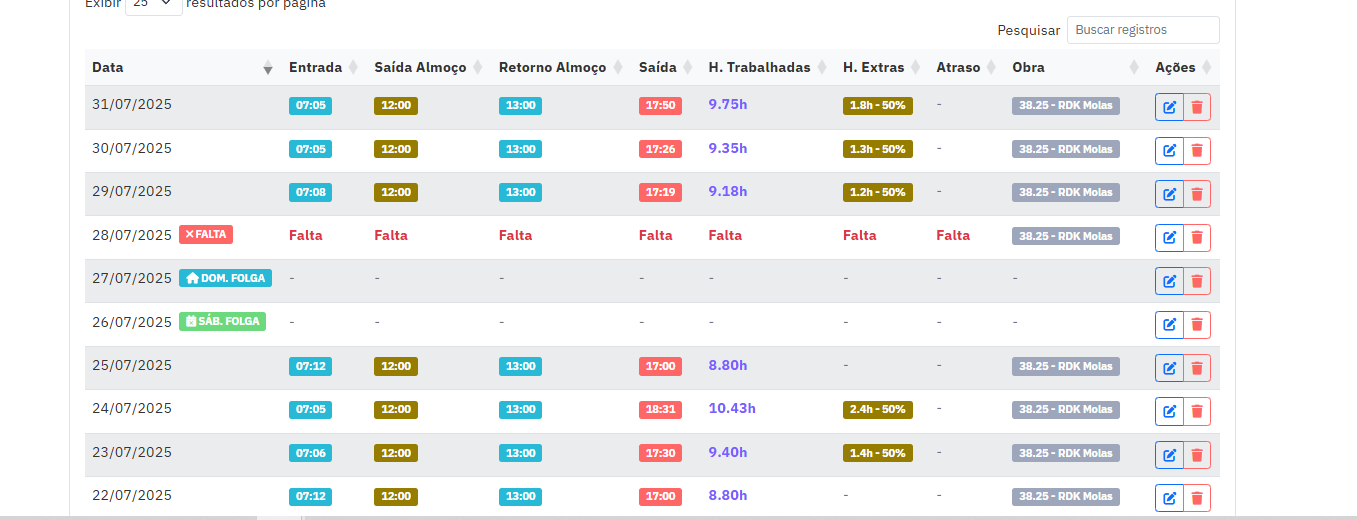 Exibir 25 resultados por página
Pesquisar Buscar registros
Data Entrada Saída Almoço Retorno Almoço Saída H. Trabalhadas H. Extras Atraso Obra Ações
31/07/2025 07:05 12:00 13:00 17:50 9.75h 1.8h - 50% - 38.25 - RDK Molas
30/07/2025 07:05 12:00 13:00 17:26 9.35h 1.3h - 50% - 38.25 - RDK Molas
29/07/2025 07:08 12:00 13:00 17:19 9.18h 1.2h - 50% - 38.25 - RDK Molas
28/07/2025 FALTA Falta Falta Falta Falta Falta Falta Falta 38.25 - RDK Molas
27/07/2025 DOM. FOLGA - - - - - - - -
26/07/2025 SÁB. FOLGA - - - - - - - -
25/07/2025 07:12 12:00 13:00 17:00 8.80h - - 38.25 - RDK Molas
24/07/2025 07:05 12:00 13:00 18:31 10.43h 2.4h - 50% - 38.25 - RDK Molas
23/07/2025 07:06 12:00 13:00 17:30 9.40h 1.4h - 50% - 38.25 - RDK Molas
22/07/2025 07:12 12:00 13:00 17:00 8.80h - - 38.25 - RDK Molas